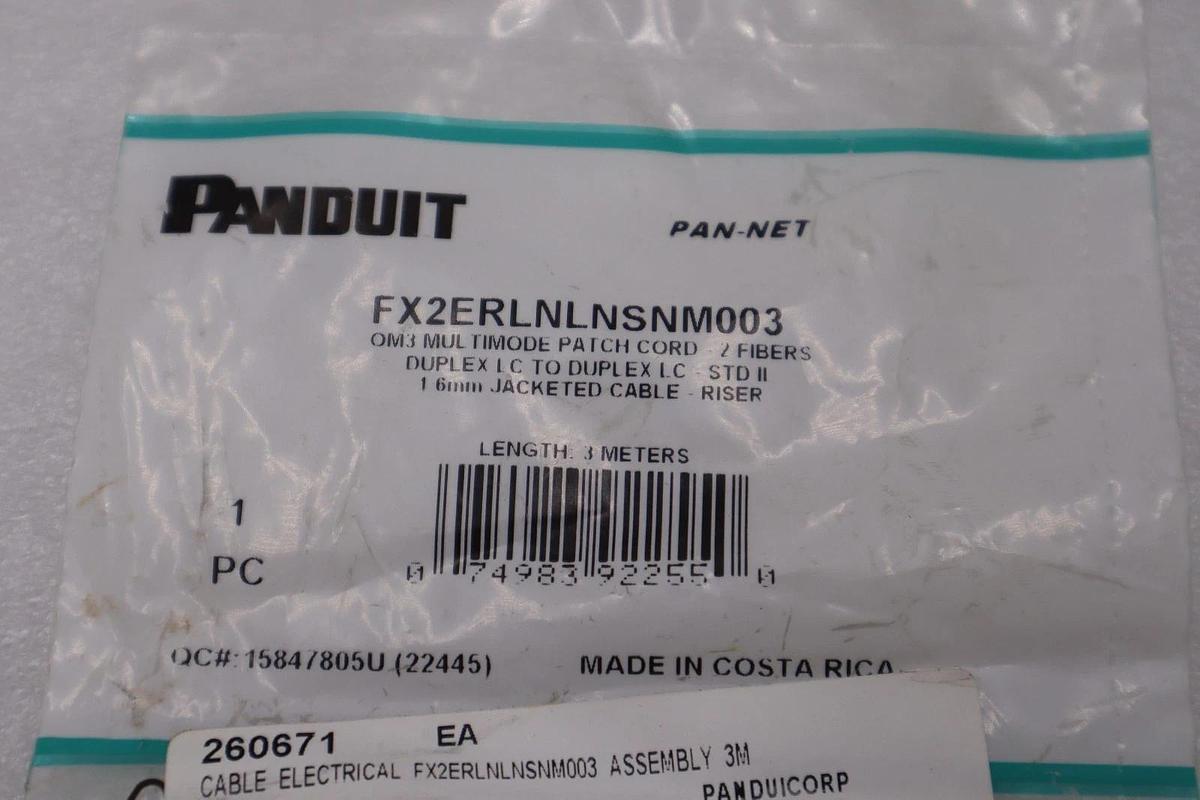 PANDUIT
PAN-NET
FX2ERLNLNSNM003
OM3 MULTIMODE PATCH CORD - 2 FIBERS
DUPLEX LC TO DUPLEX LC - STD II
1.6mm JACKETED CABLE - RISER
LENGTH: 3 METERS
1
PC
0 74983 92255 0
QC#: 15847805U (22445)
MADE IN COSTA RICA
260671 EA
CABLE ELECTRICAL FX2ERLNLNSNM003 ASSEMBLY 3M
PANDUICORP